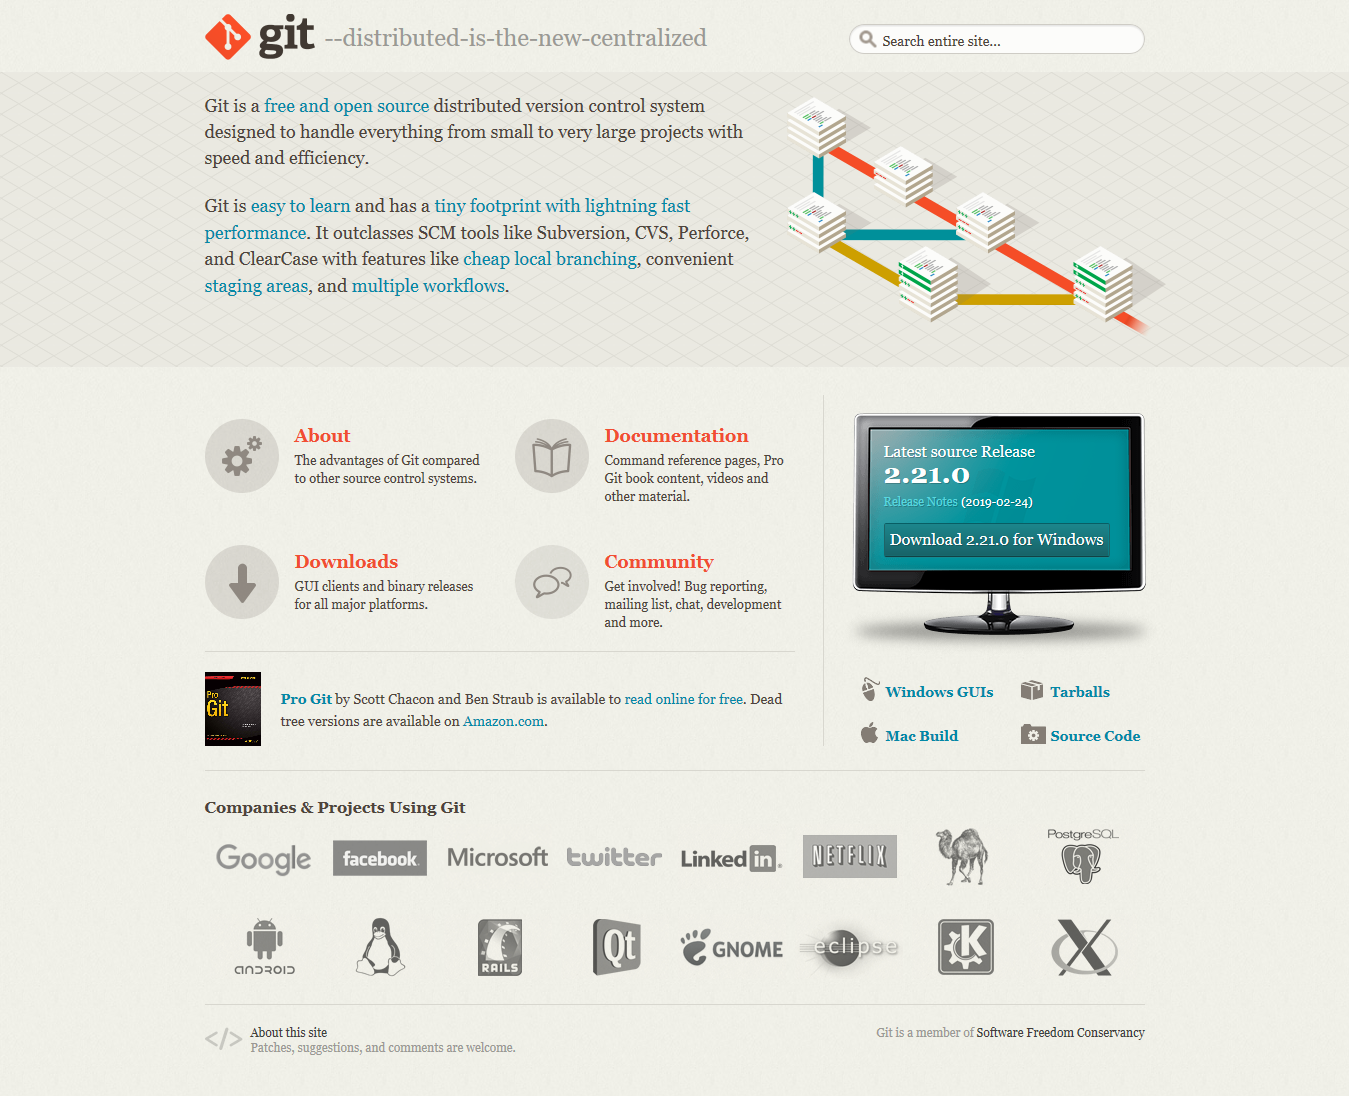 git --distributed-is-the-new-centralized
Search entire site...
Git is a free and open source distributed version control system
designed to handle everything from small to very large projects with
speed and efficiency.
Git is easy to learn and has a tiny footprint with lightning fast
performance. It outclasses SCM tools like Subversion, CVS, Perforce,
and ClearCase with features like cheap local branching, convenient
staging areas, and multiple workflows.
About
The advantages of Git compared
to other source control systems.
Documentation
Command reference pages, Pro
Git book content, videos and
other material.
Downloads
GUI clients and binary releases
for all major platforms.
Community
Get involved! Bug reporting,
mailing list, chat, development
and more.
Latest source Release
2.21.0
Release Notes (2019-02-24)
Download 2.21.0 for Windows
Pro
Git
Pro Git by Scott Chacon and Ben Straub is available to read online for free. Dead
tree versions are available on Amazon.com.
Windows GUIs
Tarballs
Mac Build
Source Code
Companies & Projects Using Git
Google
facebook
Microsoft
twitter
Linked in
NETFLIX
PostgreSQL
ANDROID
RAILS
Qt
GNOME
eclipse
K
X
</>
About this site
Patches, suggestions, and comments are welcome.
Git is a member of Software Freedom Conservancy